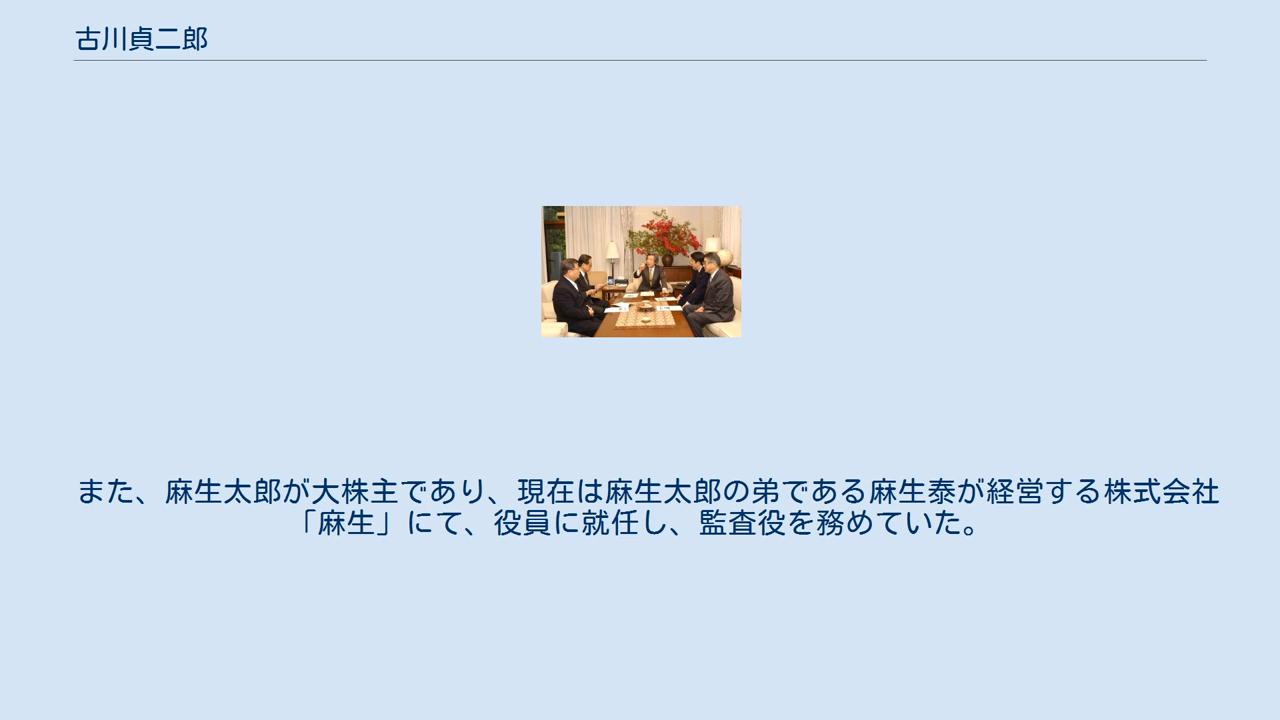 古川貞二郎
また、麻生太郎が大株主であり、現在は麻生太郎の弟である麻生泰が経営する株式会社
「麻生」にて、役員に就任し、監査役を務めていた。